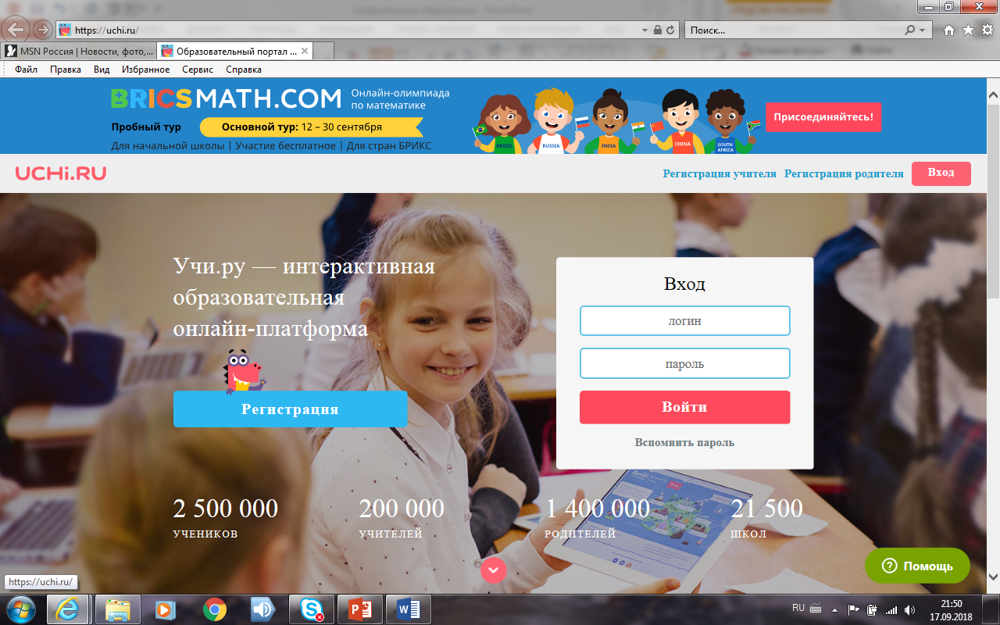 https://uchi.ru/
Поиск...
MSN Россия | Новости, фото,...
Образовательный портал ...
Файл Правка Вид Избранное Сервис Справка
BRICSMATH.COM
Онлайн-олимпиада
по математике
Пробный тур
Основной тур: 12 – 30 сентября
Для начальной школы | Участие бесплатное | Для стран БРИКС
BRAZIL
RUSSIA
INDIA
CHINA
SOUTH
AFRICA
Присоединяйтесь!
UCHi.RU
Регистрация учителя Регистрация родителя Вход
Учи.ру — интерактивная
образовательная
онлайн-платформа
Регистрация
Вход
логин
пароль
Войти
Вспомнить пароль
2 500 000 200 000 1 400 000 21 500
УЧЕНИКОВ УЧИТЕЛЕЙ РОДИТЕЛЕЙ ШКОЛ
Помощь
https://uchi.ru/
RU
21:50
17.09.2018